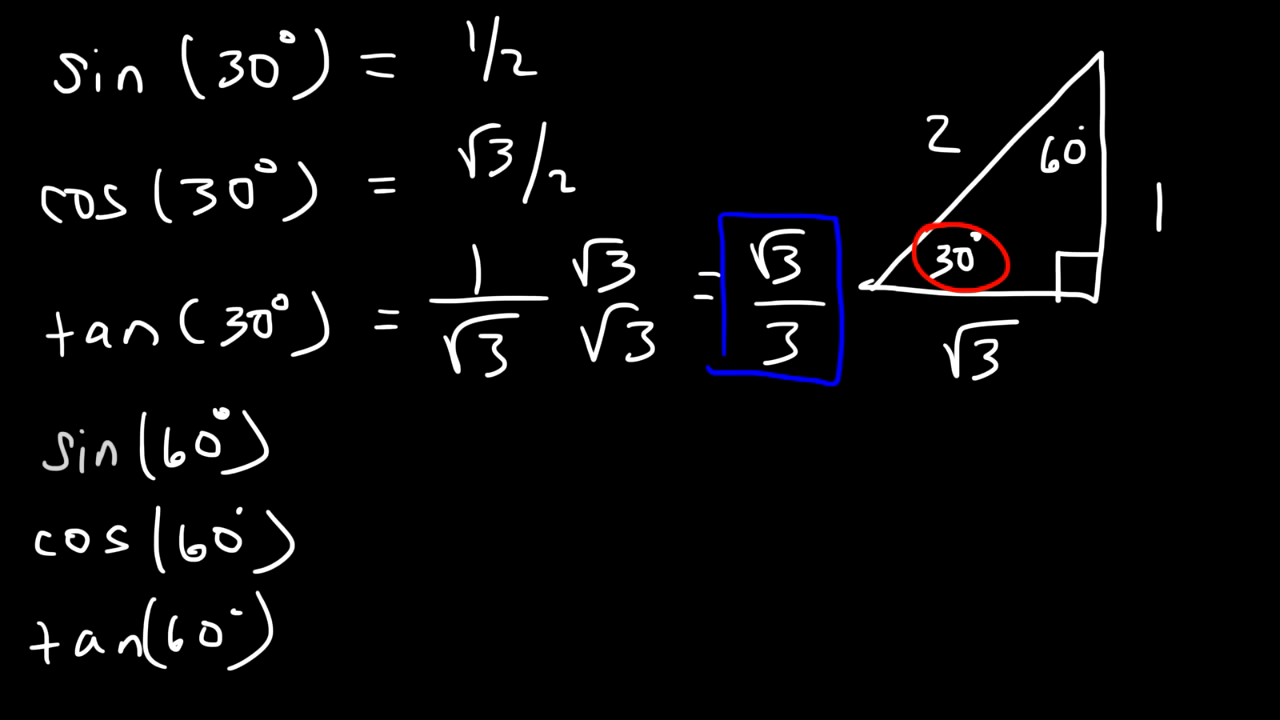 sin (30°) = 1/2
cos (30°) = √3/2
tan (30°) = 1/√3 √3/√3 = √3/3
sin (60°)
cos (60°)
tan (60°)
2
60°
1
30°
√3